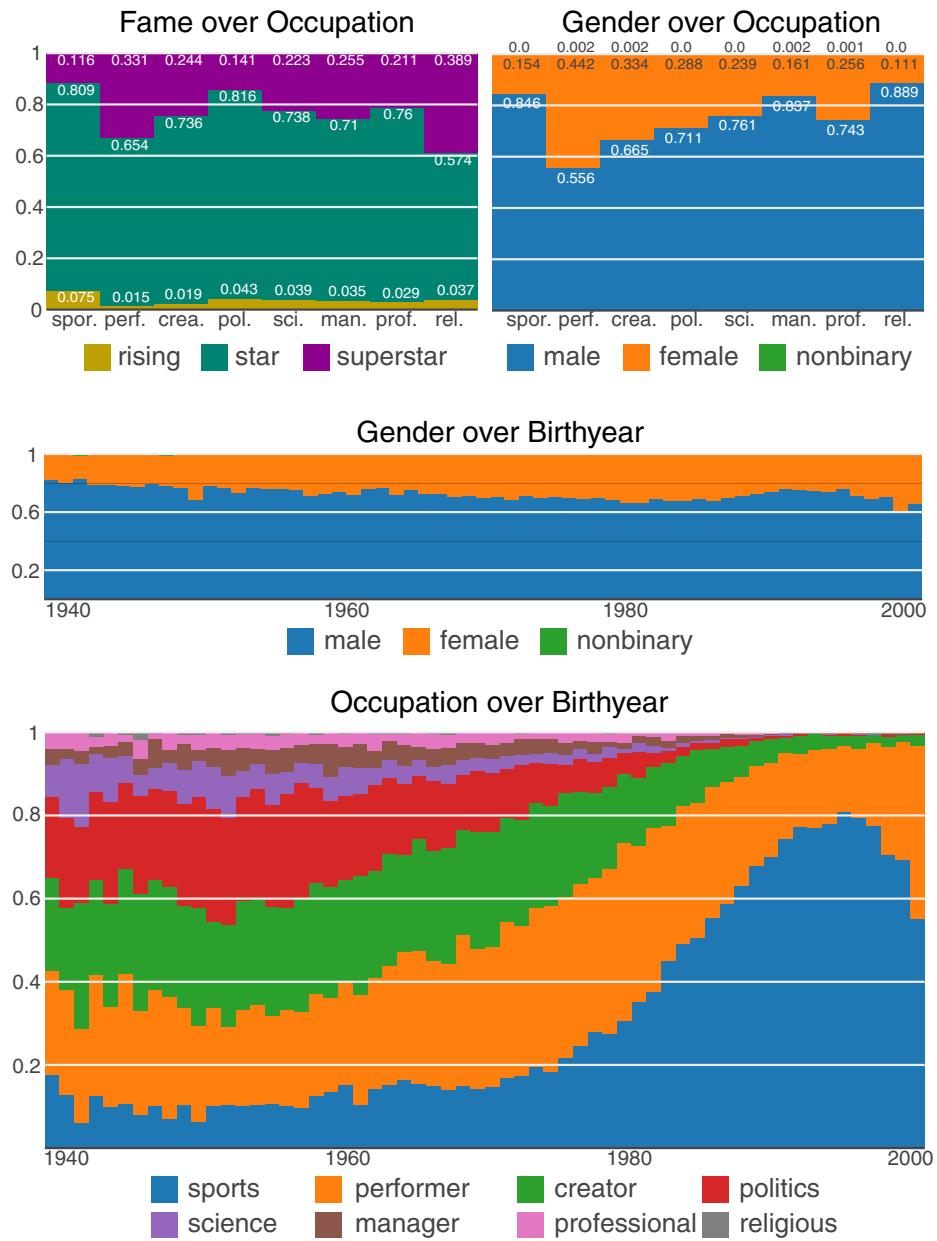 Fame over Occupation
1
0.116 0.331 0.244 0.141 0.223 0.255 0.211 0.389
0.809 0.654 0.736 0.816 0.738 0.71 0.76 0.574
0.8
0.6
0.4
0.2
0.075 0.015 0.019 0.043 0.039 0.035 0.029 0.037
0
spor. perf. crea. pol. sci. man. prof. rel.
rising star superstar
Gender over Occupation
0.0 0.002 0.002 0.0 0.0 0.002 0.001 0.0
0.154 0.442 0.334 0.288 0.239 0.161 0.256 0.111
0.846 0.556 0.665 0.711 0.761 0.837 0.743 0.889
spor. perf. crea. pol. sci. man. prof. rel.
male female nonbinary
Gender over Birthyear
1
0.6
0.2
1940 1960 1980 2000
male female nonbinary
Occupation over Birthyear
1
0.8
0.6
0.4
0.2
1940 1960 1980 2000
sports performer creator politics
science manager professional religious